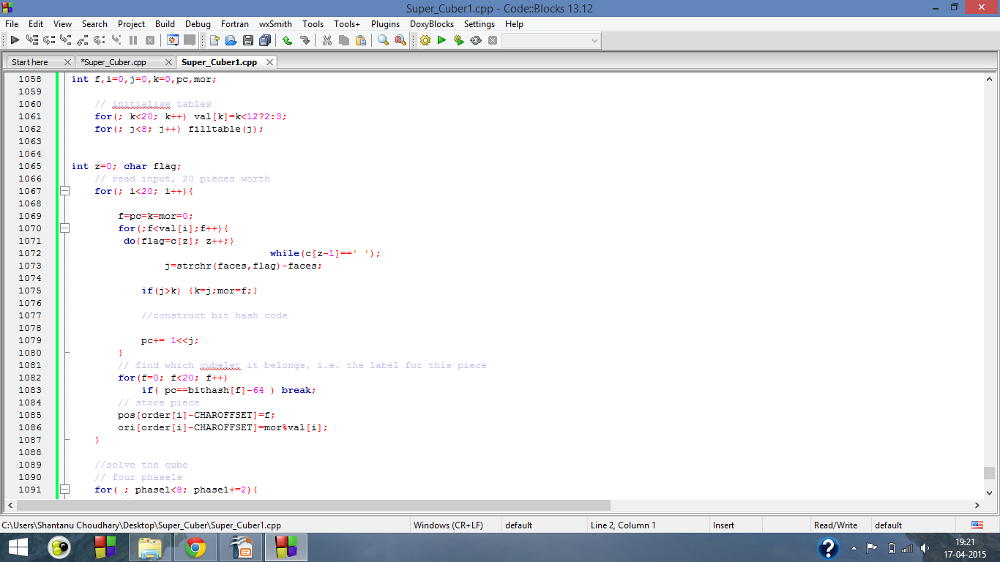 Super_Cuber1.cpp - Code::Blocks 13.12
File Edit View Search Project Build Debug Fortran wxSmith Tools Tools+ Plugins DoxyBlocks Settings Help
Start here *Super_Cuber.cpp Super_Cuber1.cpp
1058 int f,i=0,j=0,k=0,pc,mor;
1059
1060 // initialise tables
1061 for(; k<20; k++) val[k]=k<12?2:3;
1062 for(; j<8; j++) filltable(j);
1063
1064
1065 int z=0; char flag;
1066 // read input, 20 pieces worth
1067 for(; i<20; i++){
1068
1069 f=pc=k=mor=0;
1070 for(;f<val[i];f++){
1071 do{flag=c[z]; z++;}
1072 while(c[z-1]==' ');
1073 j=strchr(faces,flag)-faces;
1074
1075 if(j>k) {k=j;mor=f;}
1076
1077 //construct bit hash code
1078
1079 pc+= 1<<j;
1080 }
1081 // find which cubelet it belongs, i.e. the label for this piece
1082 for(f=0; f<20; f++)
1083 if( pc==bithash[f]-64 ) break;
1084 // store piece
1085 pos[order[i]-CHAROFFSET]=f;
1086 ori[order[i]-CHAROFFSET]=mor%val[i];
1087 }
1088
1089 //solve the cube
1090 // four phase1s
1091 for( ; phase1<8; phase1+=2){
C:\Users\Shantanu Choudhary\Desktop\Super_Cuber\Super_Cuber1.cpp Windows (CR+LF) default Line 2, Column 1 Insert Read/Write default
19:21
17-04-2015